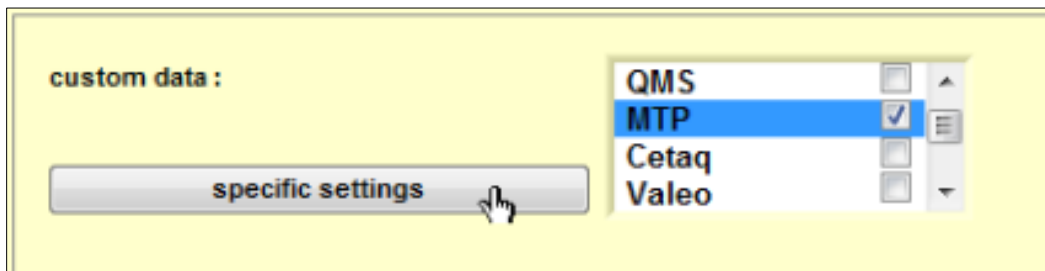 custom data :
QMS
MTP
Cetaq
Valeo
specific settings